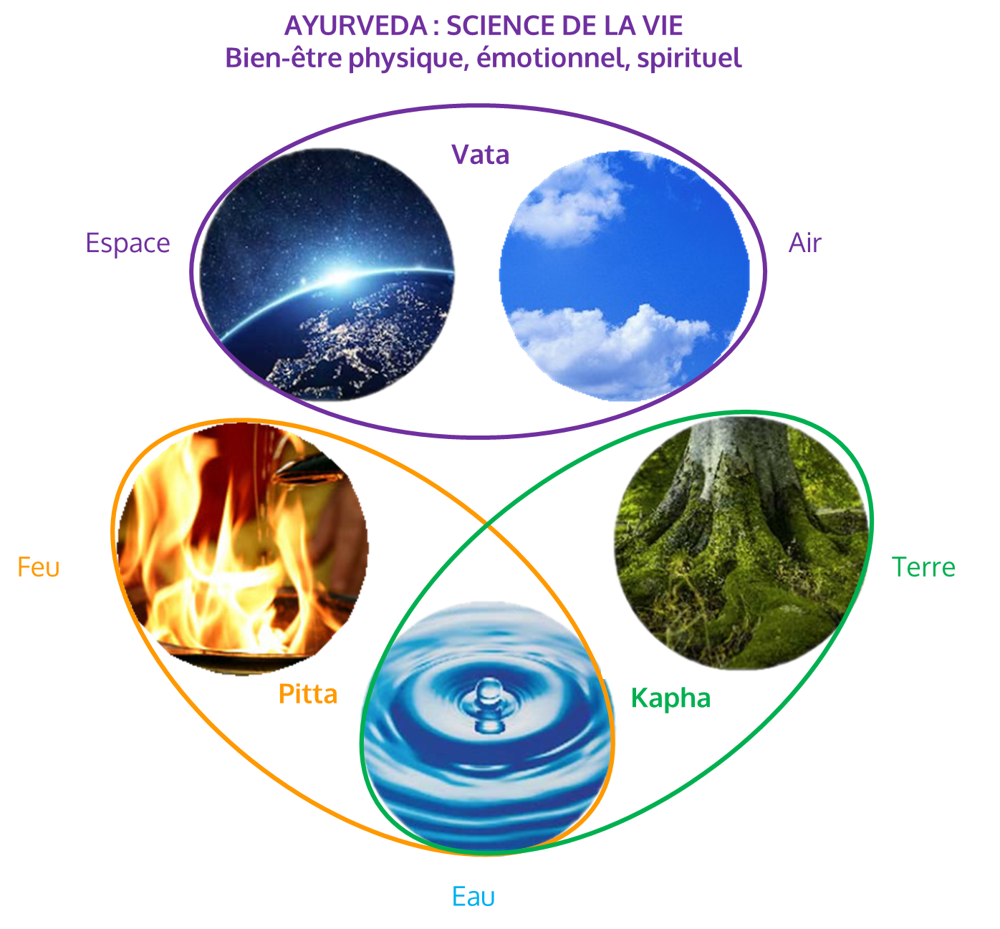 AYURVEDA : SCIENCE DE LA VIE
Bien-être physique, émotionnel, spirituel
Vata
Espace
Air
Feu
Terre
Pitta
Kapha
Eau